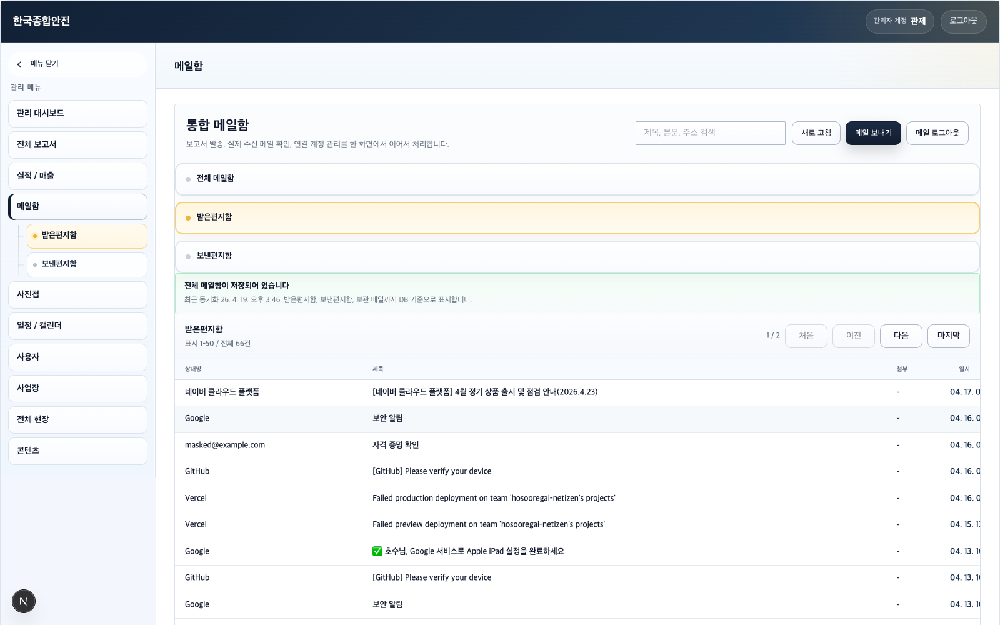 한국종합안전
관리자 계정 관제
로그아웃
메뉴 닫기
관리 메뉴
관리 대시보드
전체 보고서
실적 / 매출
메일함
받은편지함
보낸편지함
사진첩
일정 / 캘린더
사용자
사업장
전체 현장
콘텐츠
메일함
통합 메일함
보고서 발송, 실제 수신 메일 확인, 연결 계정 관리를 한 화면에서 이어서 처리합니다.
제목, 본문, 주소 검색
새로 고침
메일 보내기
메일 로그아웃
전체 메일함
받은편지함
보낸편지함
전체 메일함이 저장되어 있습니다
최근 동기화 26. 4. 19. 오후 3:46. 받은편지함, 보낸편지함, 보관 메일까지 DB 기준으로 표시합니다.
받은편지함
표시 1-50 / 전체 66건
1 / 2 처음 이전 다음 마지막
상대방 제목 첨부 일시
네이버 클라우드 플랫폼 [네이버 클라우드 플랫폼] 4월 정기 상품 출시 및 점검 안내(2026.4.23) - 04. 17. 0
Google 보안 알림 - 04. 16. 0
masked@example.com 자격 증명 확인 - 04. 16. 0
GitHub [GitHub] Please verify your device - 04. 16. 0
Vercel Failed production deployment on team 'hosooregai-netizen's projects' - 04. 16. 0
Vercel Failed preview deployment on team 'hosooregai-netizen's projects' - 04. 15. 1
Google ✅ 호수님, Google 서비스로 Apple iPad 설정을 완료하세요 - 04. 13. 1
GitHub [GitHub] Please verify your device - 04. 13. 1
Google 보안 알림 - 04. 13. 1
N